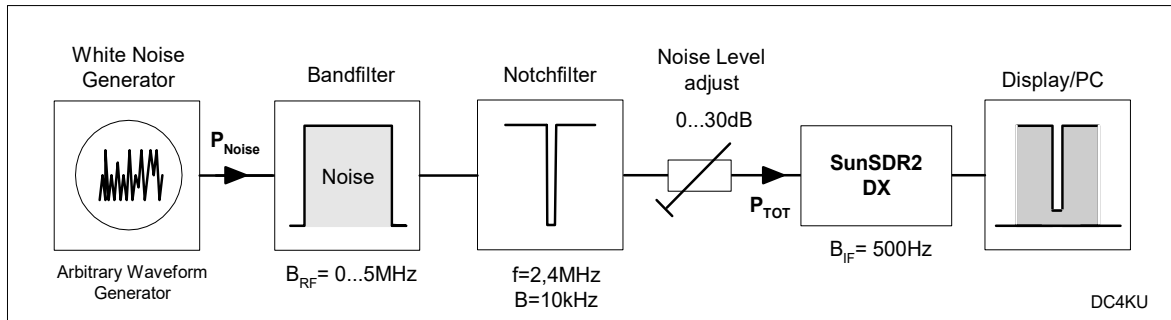 White Noise
Generator
P_Noise
Arbitrary Waveform
Generator
Bandfilter
Noise
B_RF= 0...5MHz
Notchfilter
f=2,4MHz
B=10kHz
Noise Level
adjust
0...30dB
P_TOT
SunSDR2
DX
B_IF = 500Hz
Display/PC
DC4KU